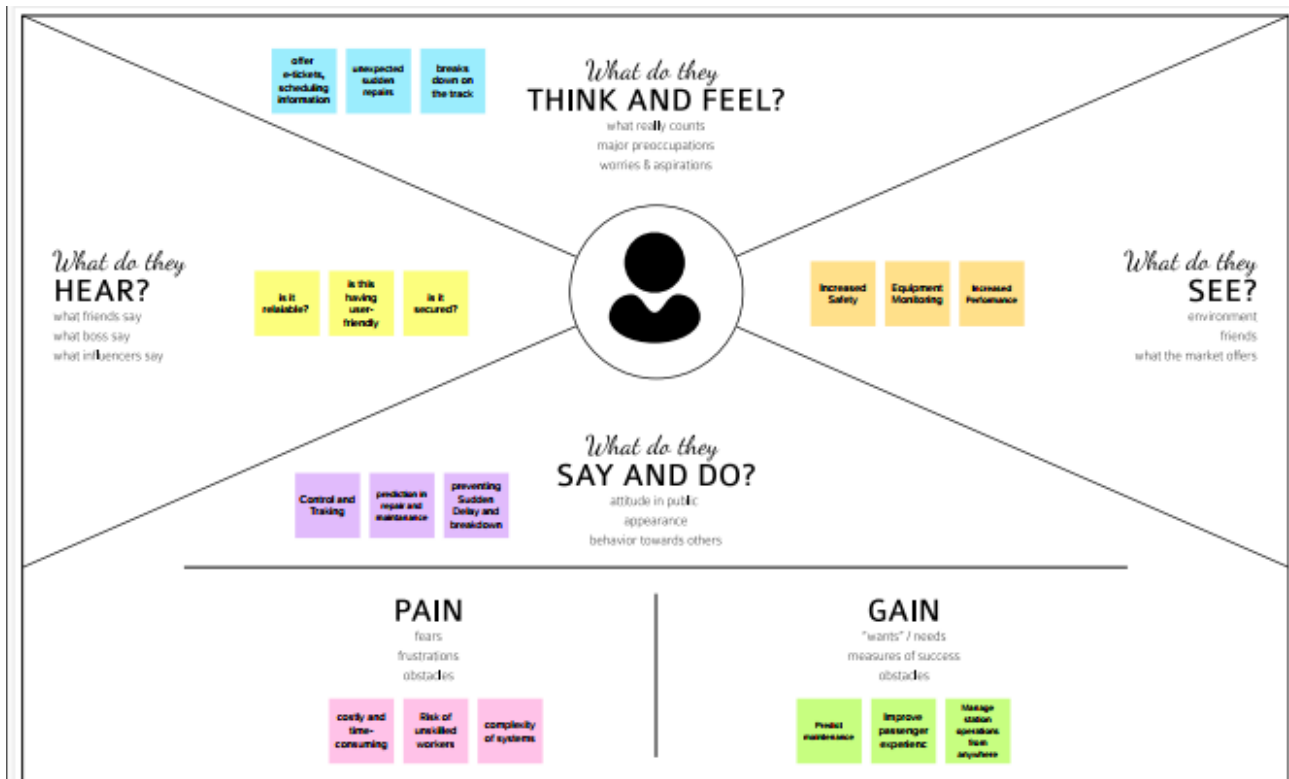 offer
e-tickets,
scheduling
information
unexpected
sudden
repairs
breaks
down on
the track
What do they
THINK AND FEEL?
what really counts
major preoccupations
worries & aspirations
What do they
HEAR?
what friends say
what boss say
what influencers say
is it
relaiable?
is this
having
user-
friendly
is it
secured?
Increased
Safety
Equipment
Monitoring
Increased
Performance
What do they
SEE?
environment
friends
what the market offers
What do they
SAY AND DO?
attitude in public
appearance
behavior towards others
Control and
Traking
prediction in
repair and
maintanance
preventing
Sudden
Delay and
breakdown
PAIN
fears
frustrations
obstacles
costly and
time-
consuming
Risk of
unskilled
workers
complexity
of systems
GAIN
"wants" / needs
measures of success
obstacles
Predict
maintenance
Improve
passenger
experienc
Manage
station
operations
from
anywhere